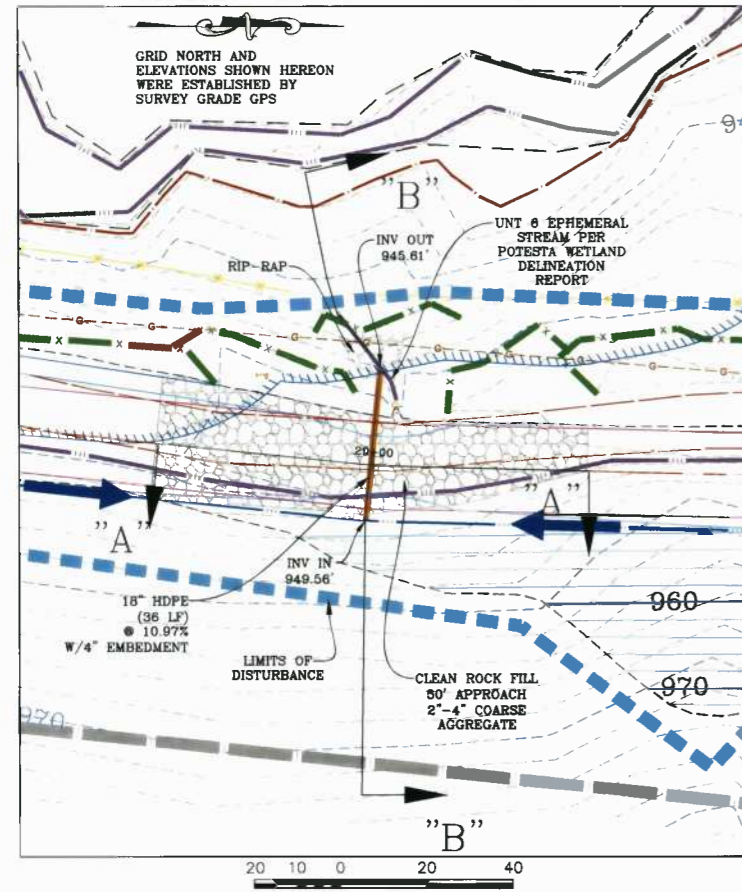 GRID NORTH AND
ELEVATIONS SHOWN HEREON
WERE ESTABLISHED BY
SURVEY GRADE GPS
"B"
UNT 6 EPHEMERAL
STREAM PER
POTESTA WETLAND
DELINEATION
REPORT
INV OUT
945.61'
RIP-RAP
G
G
G
G
X
X
X
X
X
X
20+00
"A"
"A"
INV IN
949.56'
18" HDPE
(36 LF)
@ 10.97%
W/4" EMBEDMENT
LIMITS OF
DISTURBANCE
CLEAN ROCK FILL
50' APPROACH
2"-4" COARSE
AGGREGATE
960
970
970
"B"
20 10 0 20 40